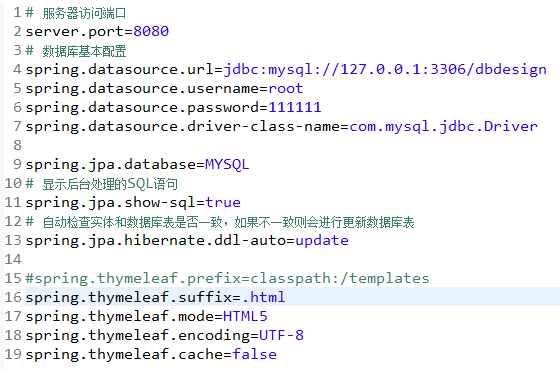 1 # 服务器访问端口
2 server.port=8080
3 # 数据库基本配置
4 spring.datasource.url=jdbc:mysql://127.0.0.1:3306/dbdesign
5 spring.datasource.username=root
6 spring.datasource.password=111111
7 spring.datasource.driver-class-name=com.mysql.jdbc.Driver
8
9 spring.jpa.database=MYSQL
10 # 显示后台处理的SQL语句
11 spring.jpa.show-sql=true
12 # 自动检查实体和数据库表是否一致，如果不一致则会进行更新数据库表
13 spring.jpa.hibernate.ddl-auto=update
14
15 #spring.thymeleaf.prefix=classpath:/templates
16 spring.thymeleaf.suffix=.html
17 spring.thymeleaf.mode=HTML5
18 spring.thymeleaf.encoding=UTF-8
19 spring.thymeleaf.cache=false